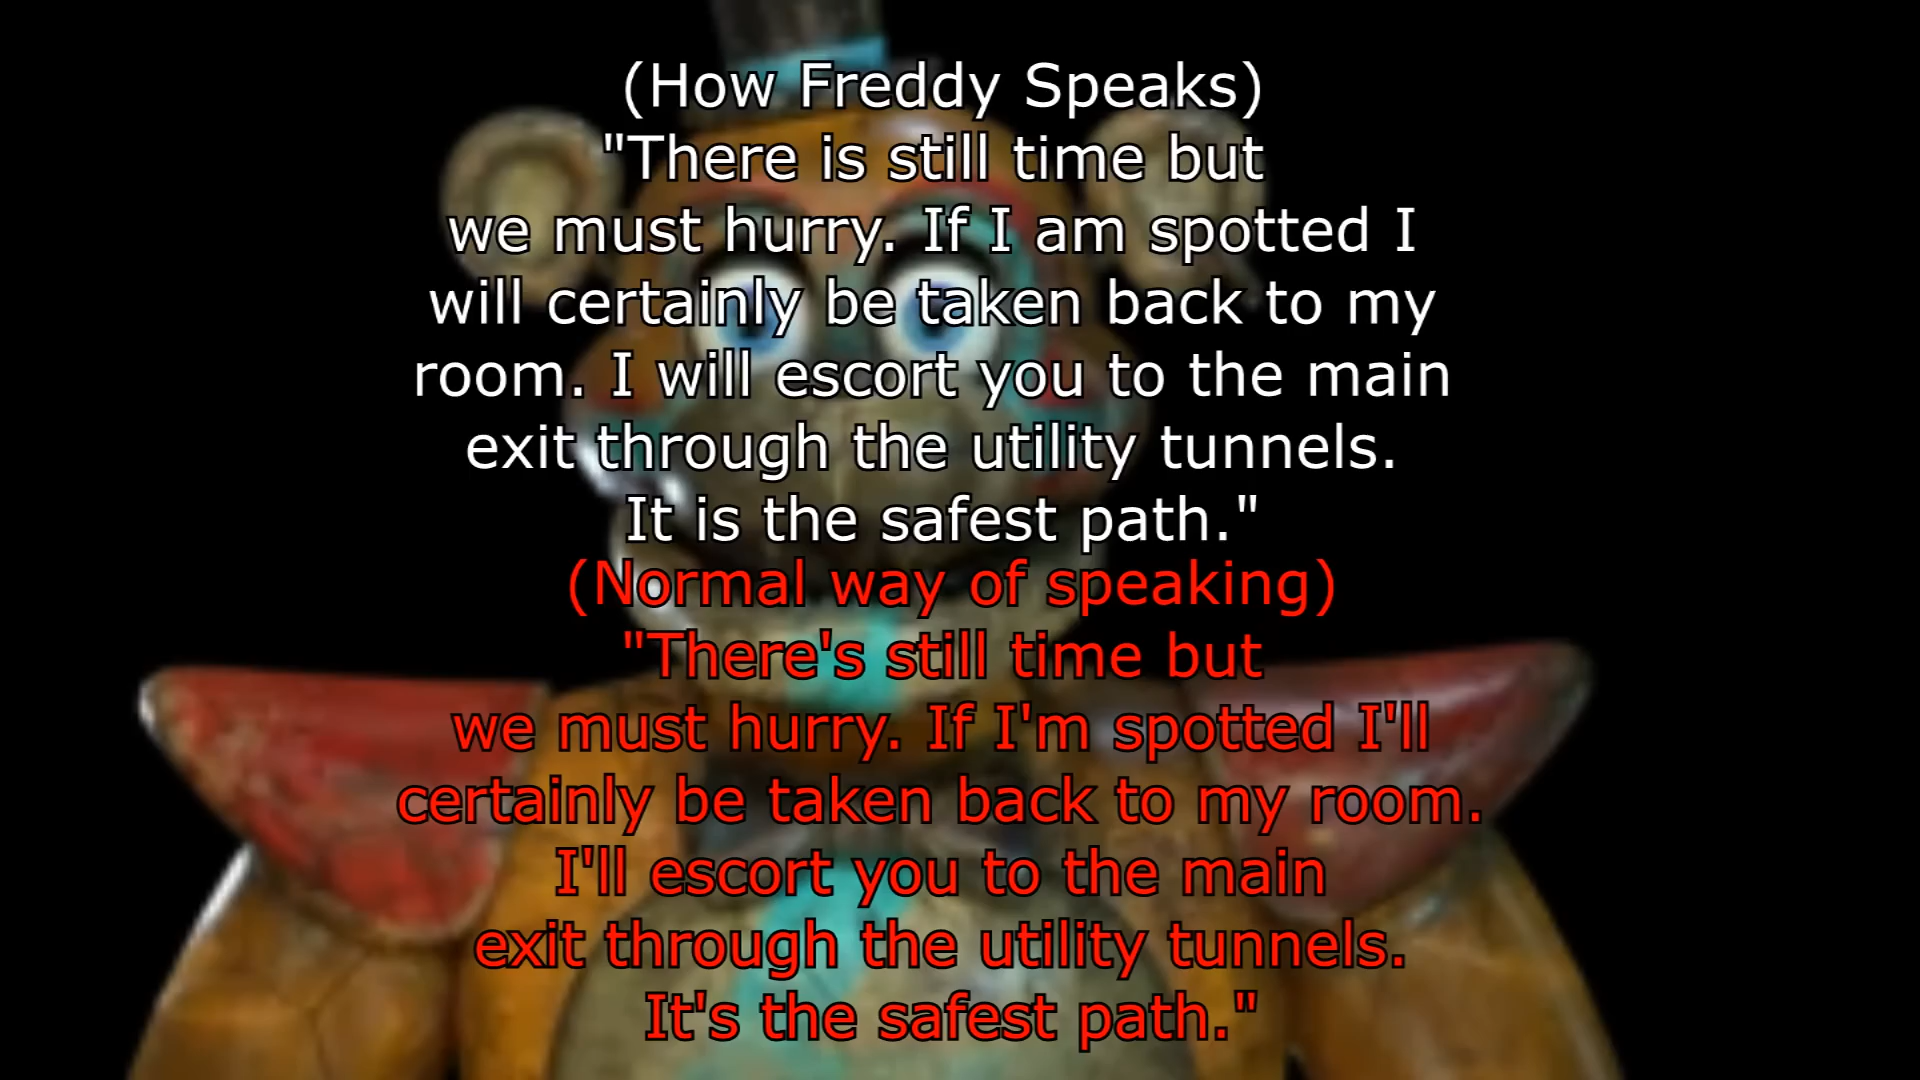 (How Freddy Speaks)
"There is still time but
we must hurry. If I am spotted I
will certainly be taken back to my
room. I will escort you to the main
exit through the utility tunnels.
It is the safest path."
(Normal way of speaking)
"There's still time but
we must hurry. If I'm spotted I'll
certainly be taken back to my room.
I'll escort you to the main
exit through the utility tunnels.
It's the safest path."